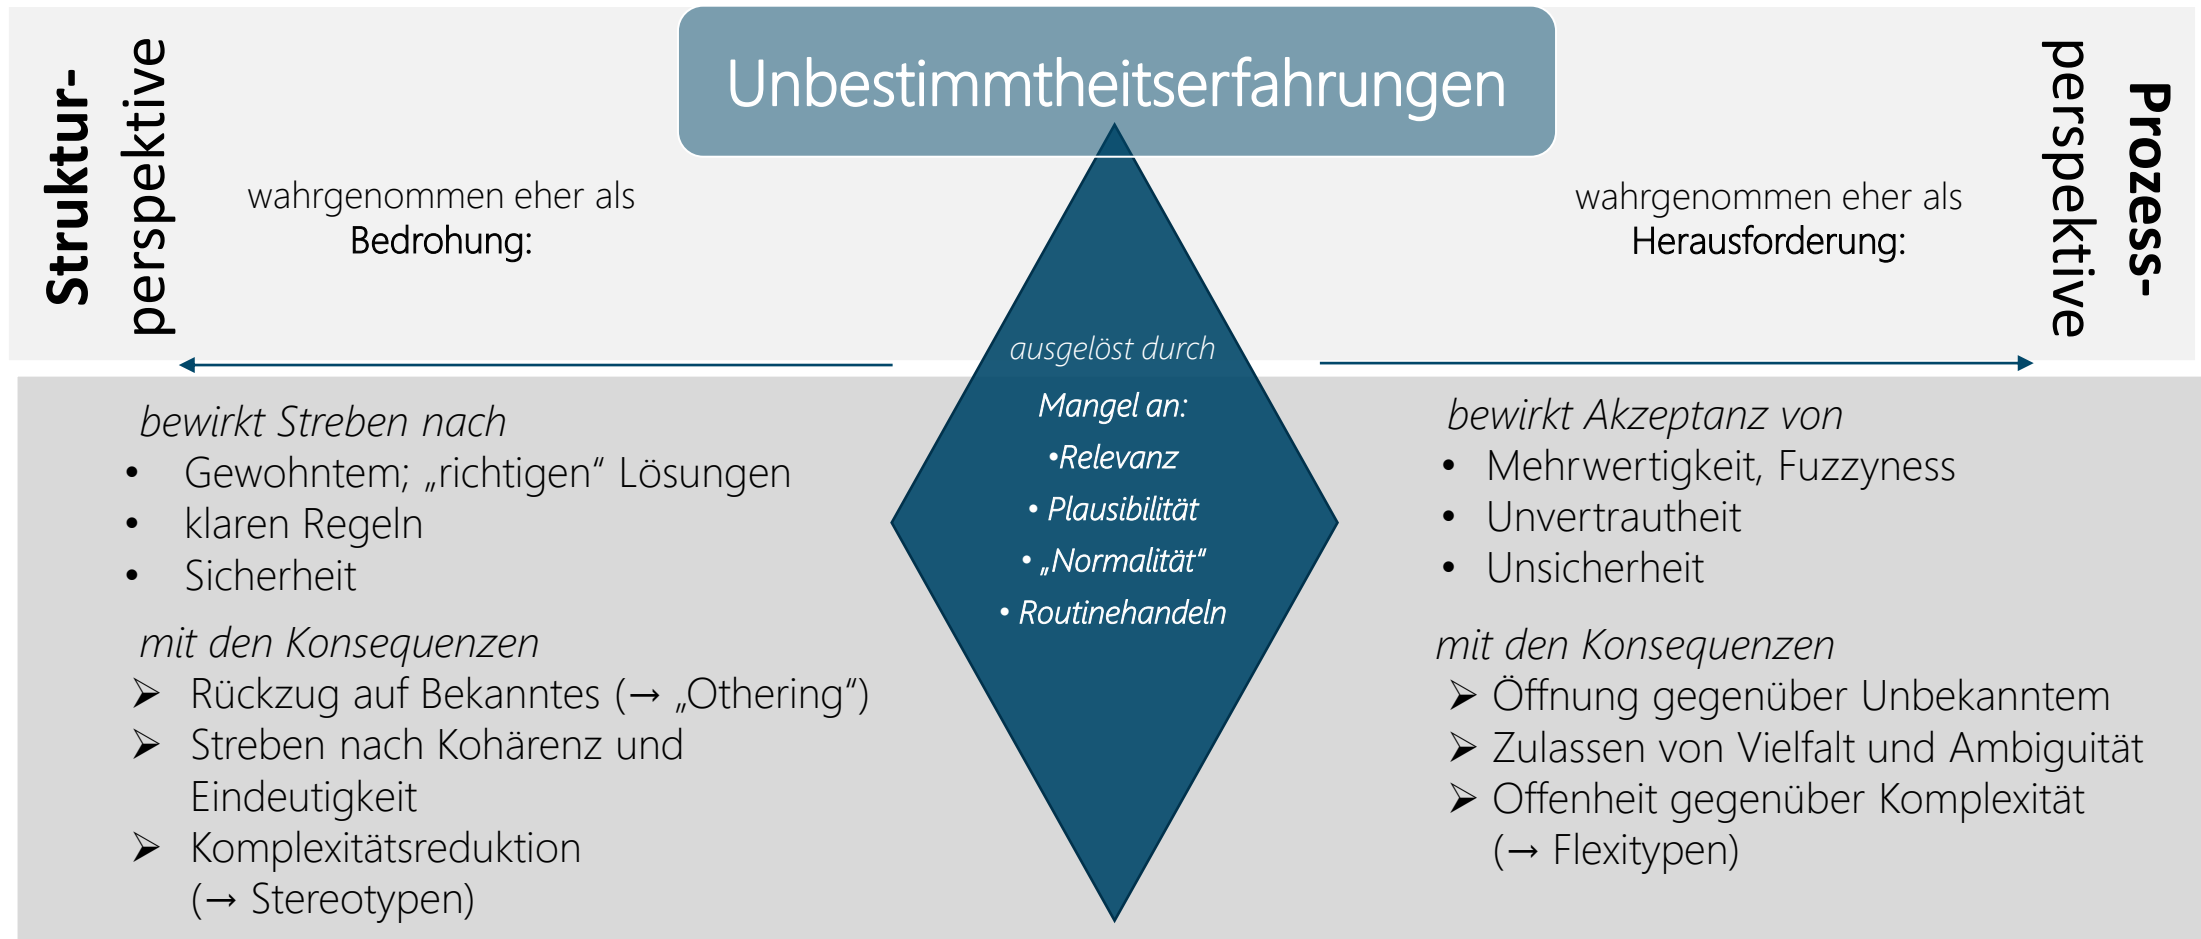 Unbestimmtheitserfahrungen
Struktur-
perspektive
wahrgenommen eher als
Bedrohung:
bewirkt Streben nach
• Gewohntem; „richtigen“ Lösungen
• klaren Regeln
• Sicherheit
mit den Konsequenzen
➢ Rückzug auf Bekanntes (→ „Othering“)
➢ Streben nach Kohärenz und
Eindeutigkeit
➢ Komplexitätsreduktion
(→ Stereotypen)
ausgelöst durch
Mangel an:
•Relevanz
• Plausibilität
• „Normalität“
• Routinehandeln
Prozess-
perspektive
wahrgenommen eher als
Herausforderung:
bewirkt Akzeptanz von
• Mehrwertigkeit, Fuzzyness
• Unvertrautheit
• Unsicherheit
mit den Konsequenzen
➢ Öffnung gegenüber Unbekanntem
➢ Zulassen von Vielfalt und Ambiguität
➢ Offenheit gegenüber Komplexität
(→ Flexitypen)